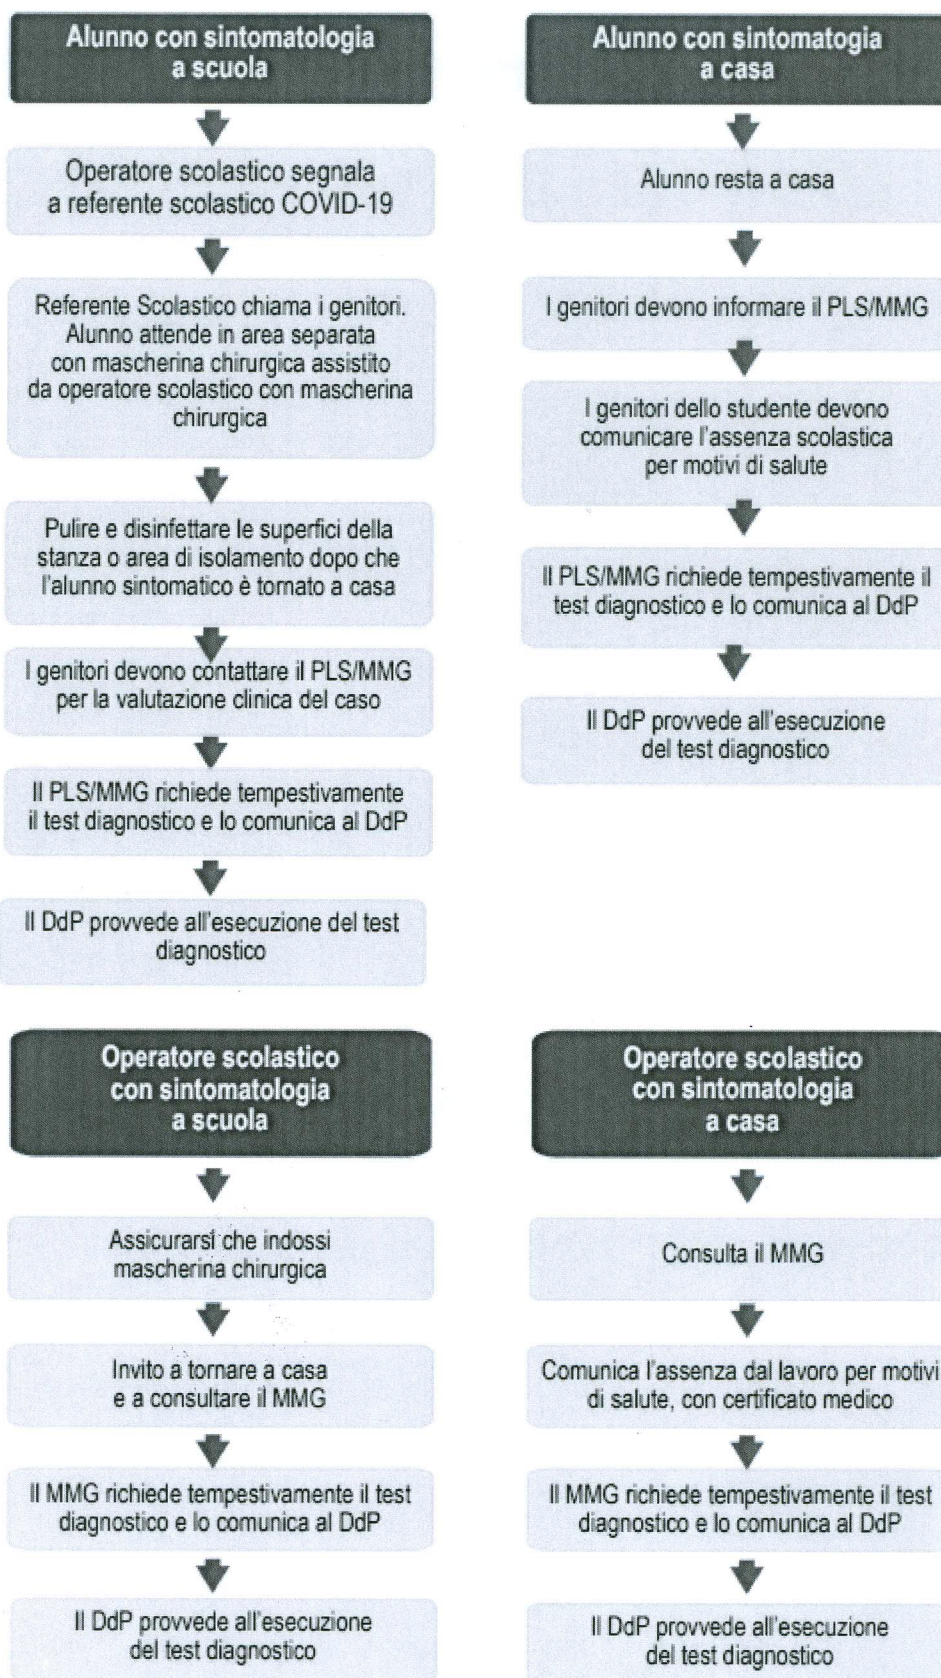 Alunno con sintomatologia
a scuola
Operatore scolastico segnala
a referente scolastico COVID-19
Referente Scolastico chiama i genitori.
Alunno attende in area separata
con mascherina chirurgica assistito
da operatore scolastico con mascherina
chirurgica
Pulire e disinfettare le superfici della
stanza o area di isolamento dopo che
l'alunno sintomatico è tornato a casa
I genitori devono contattare il PLS/MMG
per la valutazione clinica del caso
Il PLS/MMG richiede tempestivamente
il test diagnostico e lo comunica al DdP
Il DdP provvede all'esecuzione del test
diagnostico
Alunno con sintomatogia
a casa
Alunno resta a casa
I genitori devono informare il PLS/MMG
I genitori dello studente devono
comunicare l'assenza scolastica
per motivi di salute
Il PLS/MMG richiede tempestivamente il
test diagnostico e lo comunica al DdP
Il DdP provvede all'esecuzione
del test diagnostico
Operatore scolastico
con sintomatologia
a scuola
Assicurarsi che indossi
mascherina chirurgica
Invito a tornare a casa
e a consultare il MMG
Il MMG richiede tempestivamente il test
diagnostico e lo comunica al DdP
Il DdP provvede all'esecuzione
del test diagnostico
Operatore scolastico
con sintomatologia
a casa
Consulta il MMG
Comunica l'assenza dal lavoro per motivi
di salute, con certificato medico
Il MMG richiede tempestivamente il test
diagnostico e lo comunica al DdP
Il DdP provvede all'esecuzione
del test diagnostico